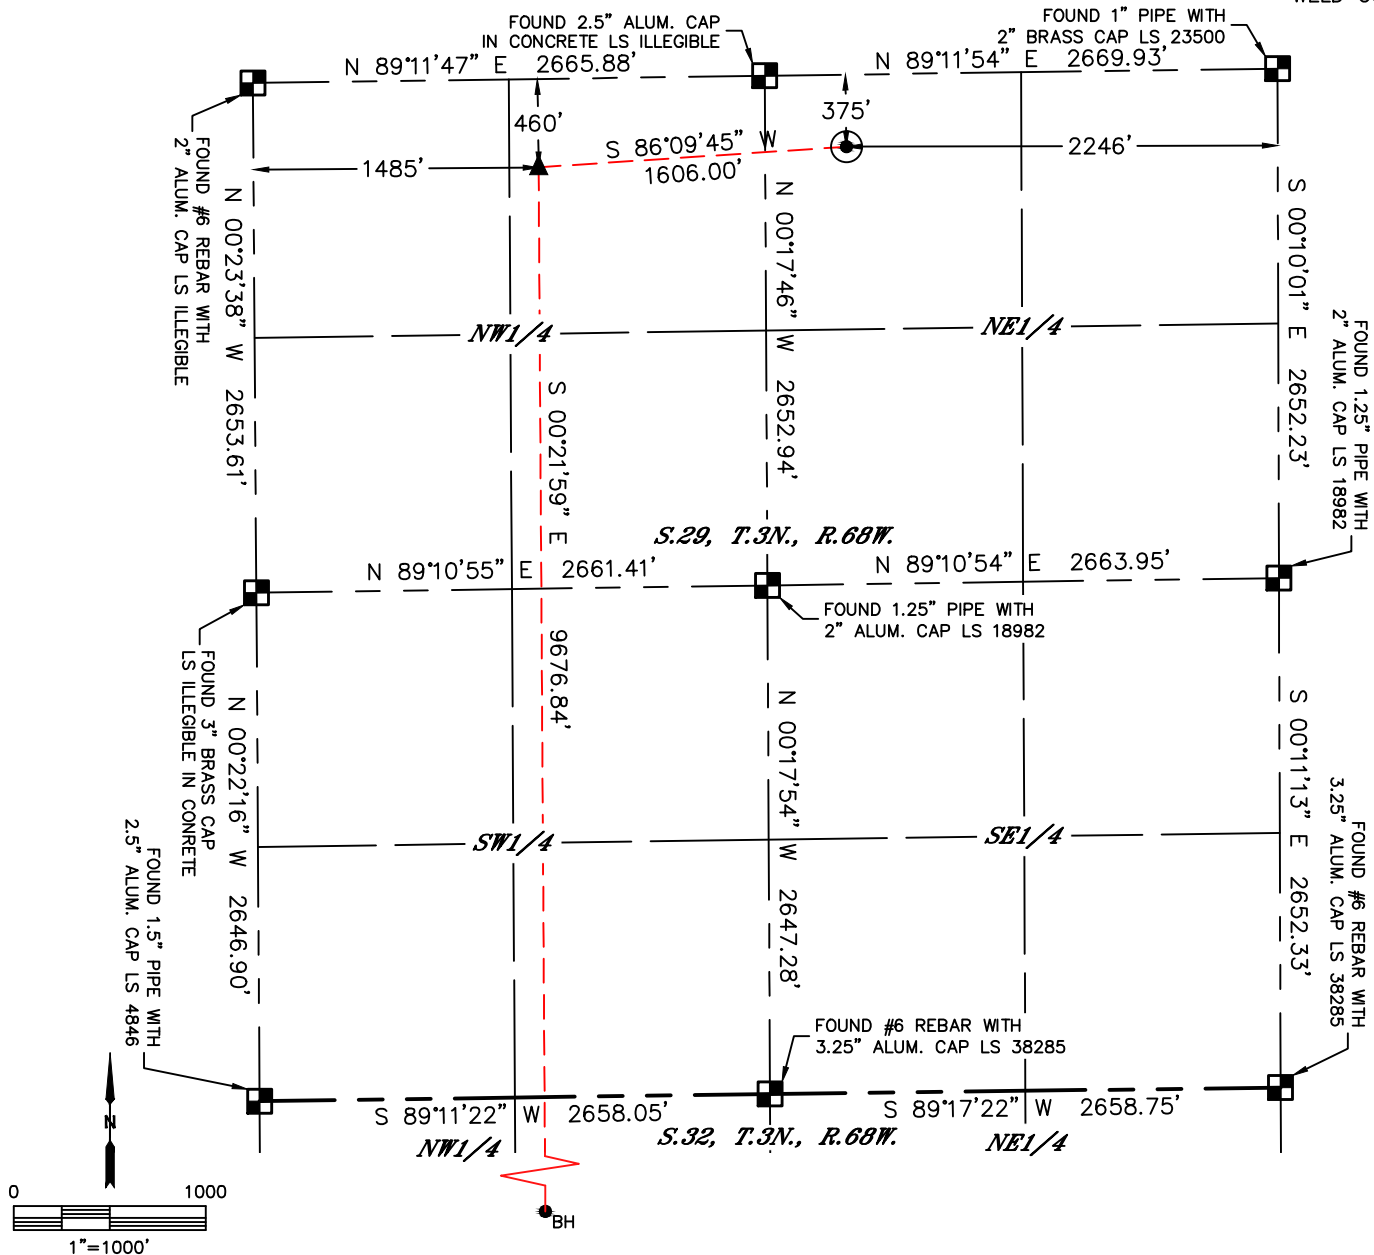 FOUND 2.5" ALUM. CAP
IN CONCRETE LS ILLEGIBLE
FOUND 1" PIPE WITH
2" BRASS CAP LS 23500
N 89°11'47" E 2665.88'
N 89°11'54" E 2669.93'
460'
375'
S 86°09'45" W
1606.00'
1485'
2246'
FOUND #6 REBAR WITH
2" ALUM. CAP LS ILLEGIBLE
N 00°23'38" W 2653.61'
N 00°17'46" W 2652.94'
S 00°10'01" E 2652.23'
FOUND 1.25" PIPE WITH
2" ALUM. CAP LS 18982
NW1/4
NE1/4
S 00°21'59" E 9676.84'
S.29, T.3N., R.68W.
N 89°10'55" E 2661.41'
N 89°10'54" E 2663.95'
FOUND 1.25" PIPE WITH
2" ALUM. CAP LS 18982
FOUND 3" BRASS CAP
LS ILLEGIBLE IN CONRETE
N 00°22'16" W 2646.90'
N 00°17'54" W 2647.28'
S 00°11'13" E 2652.33'
FOUND #6 REBAR WITH
3.25" ALUM. CAP LS 38285
SW1/4
SE1/4
FOUND 1.5" PIPE WITH
2.5" ALUM. CAP LS 4846
FOUND #6 REBAR WITH
3.25" ALUM. CAP LS 38285
S 89°11'22" W 2658.05'
S 89°17'22" W 2658.75'
S.32, T.3N., R.68W.
NW1/4
NE1/4
N
0 1000
1"=1000'
BH